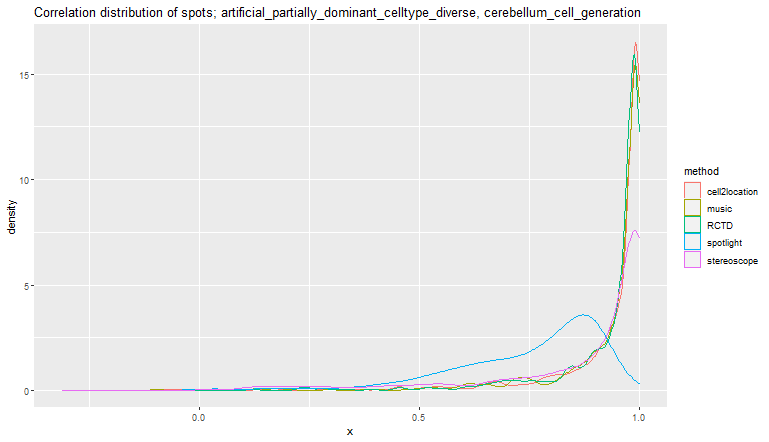 Correlation distribution of spots; artificial_partially_dominant_celltype_diverse, cerebellum_cell_generation
15
10
5
0
density
0.0
0.5
1.0
x
method
cell2location
music
RCTD
spotlight
stereoscope